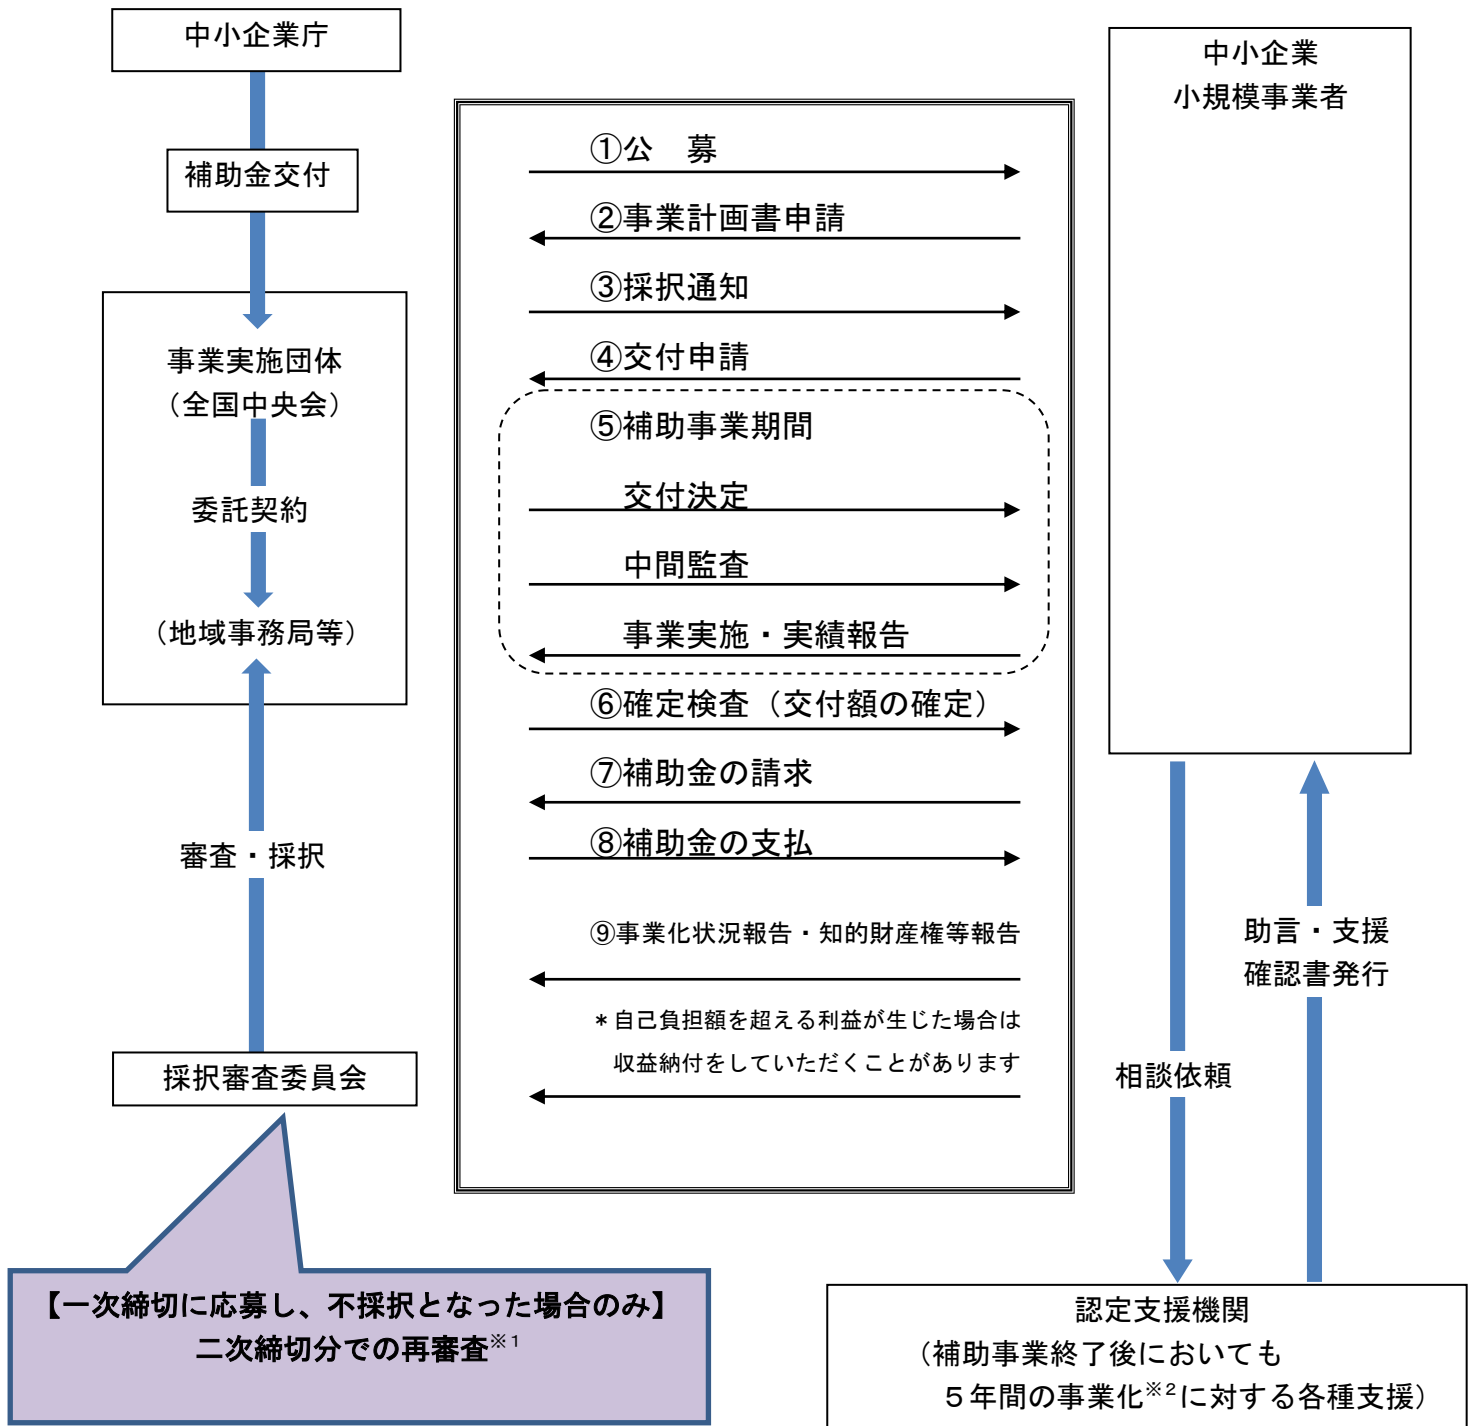 中小企業庁
補助金交付
事業実施団体
（全国中央会）
委託契約
（地域事務局等）
審査・採択
採択審査委員会
【一次締切に応募し、不採択となった場合のみ】
二次締切分での再審査※1
①公　募
②事業計画書申請
③採択通知
④交付申請
⑤補助事業期間
交付決定
中間監査
事業実施・実績報告
⑥確定検査（交付額の確定）
⑦補助金の請求
⑧補助金の支払
⑨事業化状況報告・知的財産権等報告
＊自己負担額を超える利益が生じた場合は
収益納付をしていただくことがあります
中小企業
小規模事業者
相談依頼
助言・支援
確認書発行
認定支援機関
（補助事業終了後においても
５年間の事業化※2に対する各種支援）